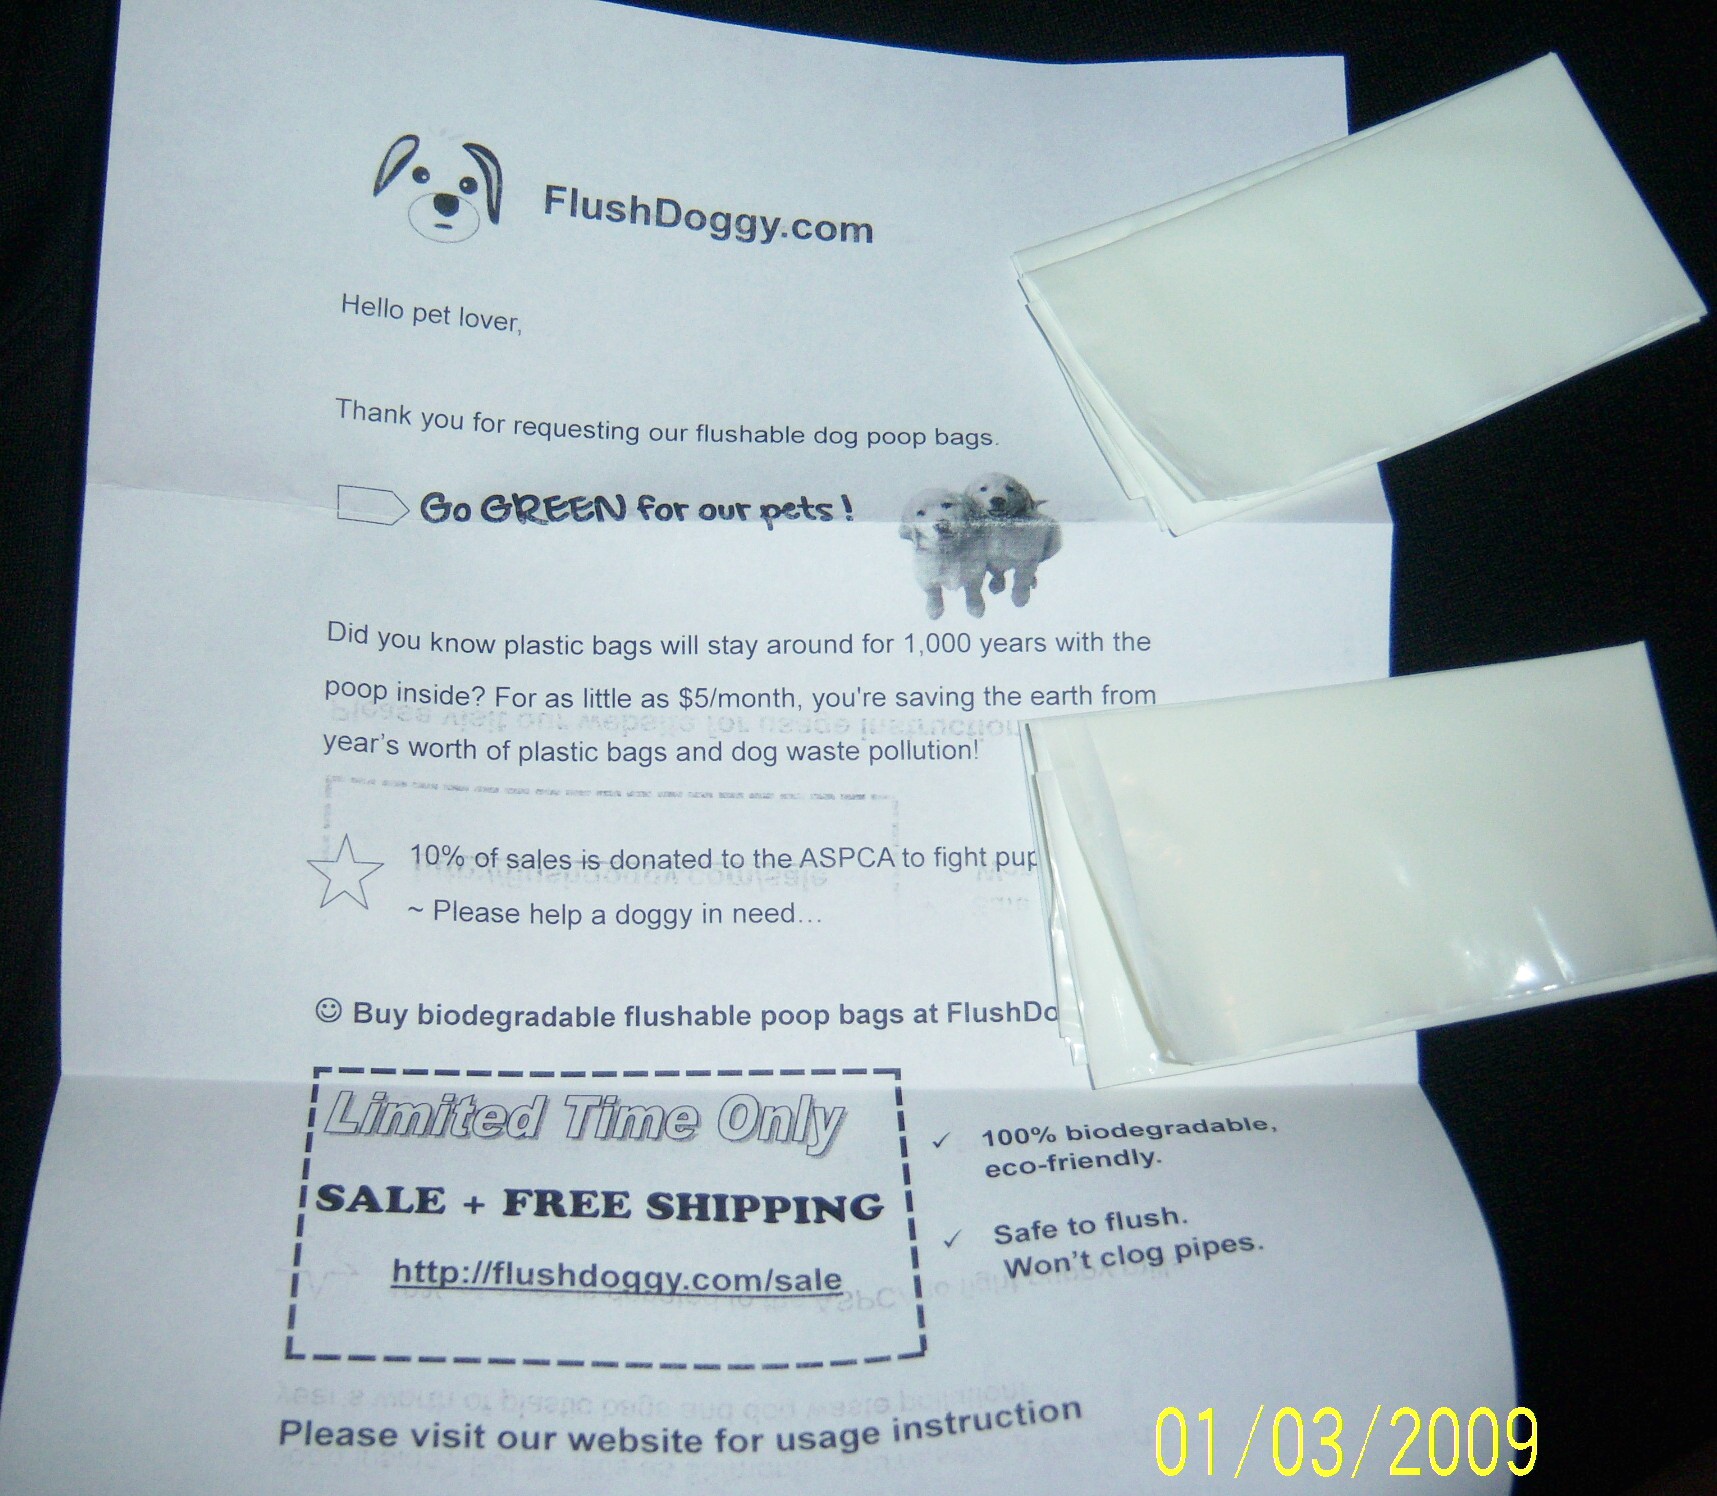 FlushDoggy.com
Hello pet lover,
Thank you for requesting our flushable dog poop bags.
Go GREEN for our pets!
Did you know plastic bags will stay around for 1,000 years with the
poop inside? For as little as $5/month, you're saving the earth from
year's worth of plastic bags and dog waste pollution!
10% of sales is donated to the ASPCA to fight pup
~ Please help a doggy in need...
☺ Buy biodegradable flushable poop bags at FlushDo
Limited Time Only
SALE + FREE SHIPPING
http://flushdoggy.com/sale
✓ 100% biodegradable,
eco-friendly.
✓ Safe to flush.
Won't clog pipes.
Please visit our website for usage instruction
01/03/2009